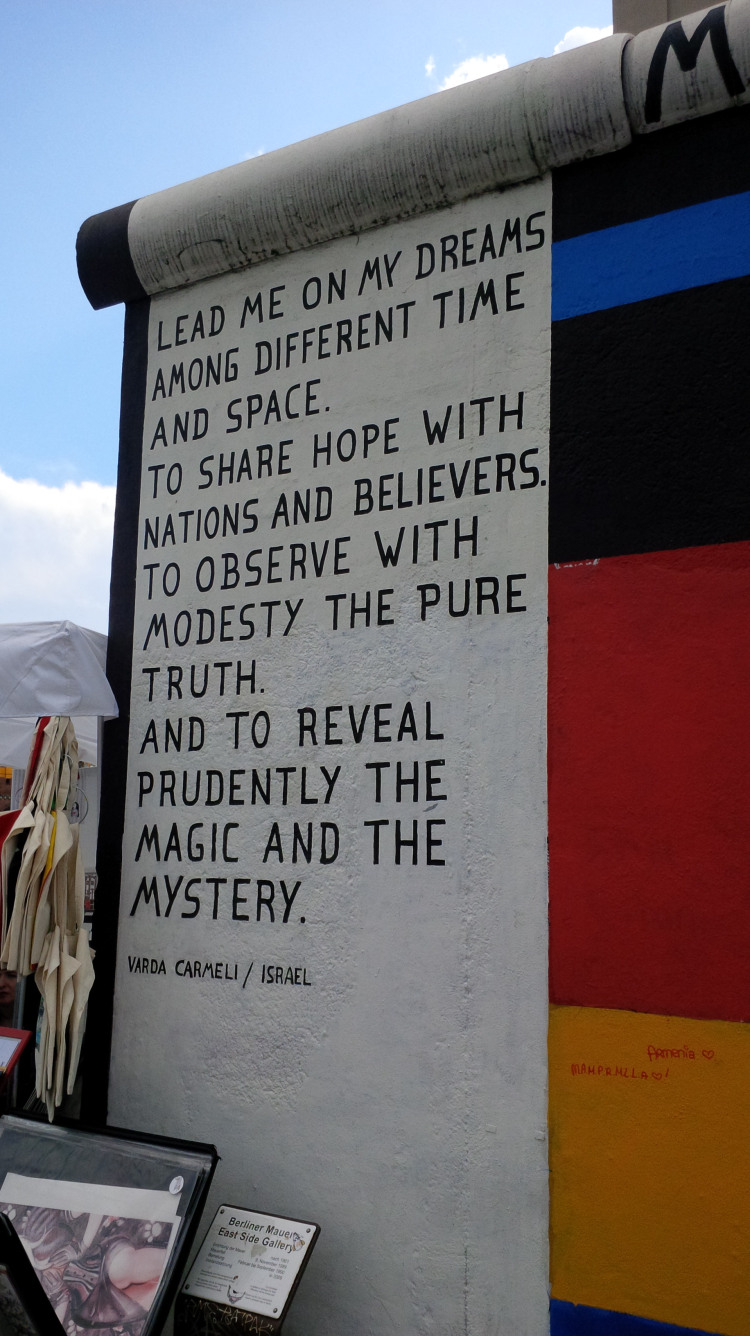 M
LEAD ME ON MY DREAMS
AMONG DIFFERENT TIME
AND SPACE.
TO SHARE HOPE WITH
NATIONS AND BELIEVERS.
TO OBSERVE WITH
MODESTY THE PURE
TRUTH.
AND TO REVEAL
PRUDENTLY THE
MAGIC AND THE
MYSTERY.
VARDA CARMELI / ISRAEL
Armenia ♡
Berliner Mauer
East Side Gallery